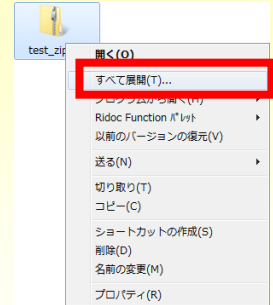 test_zip
開く(O)
すべて展開(T)...
プログラムから開く(H)
Ridoc Function ﾊﾟﾚｯﾄ
以前のバージョンの復元(V)
送る(N)
切り取り(T)
コピー(C)
ショートカットの作成(S)
削除(D)
名前の変更(M)
プロパティ(R)